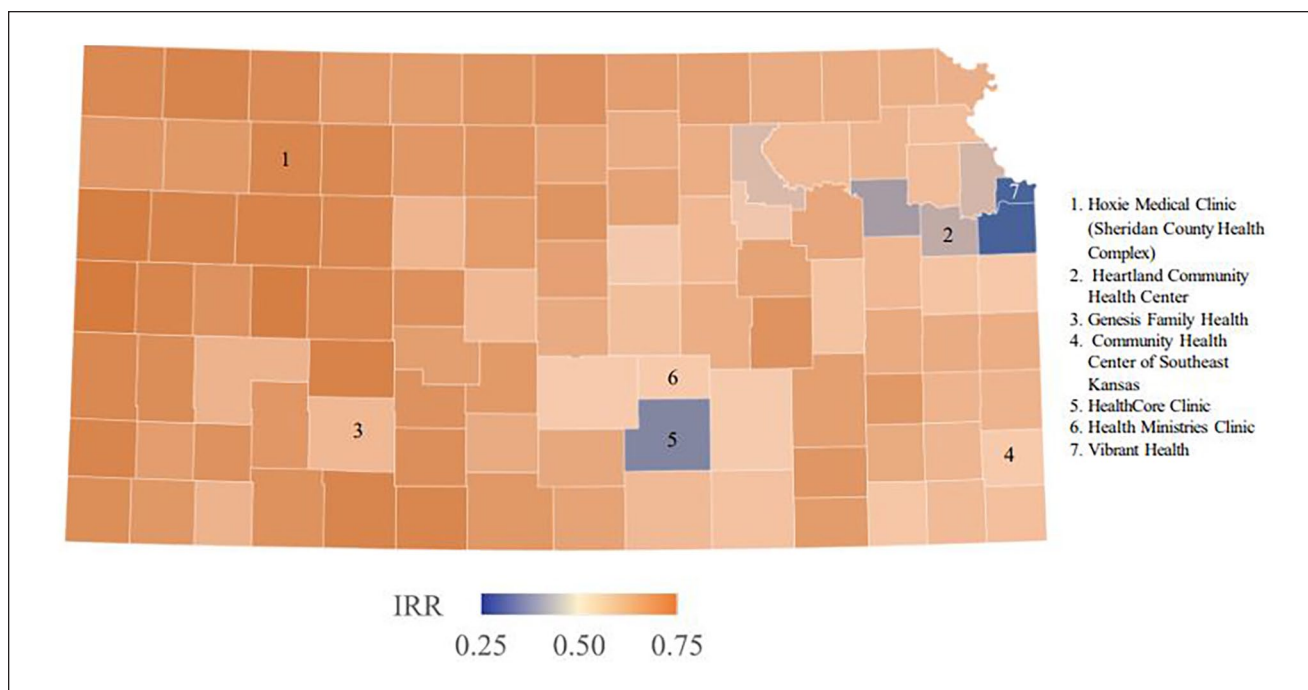 1
7
2
3
6
5
4
1. Hoxie Medical Clinic
(Sheridan County Health
Complex)
2. Heartland Community
Health Center
3. Genesis Family Health
4. Community Health
Center of Southeast
Kansas
5. HealthCore Clinic
6. Health Ministries Clinic
7. Vibrant Health
IRR
0.25 0.50 0.75